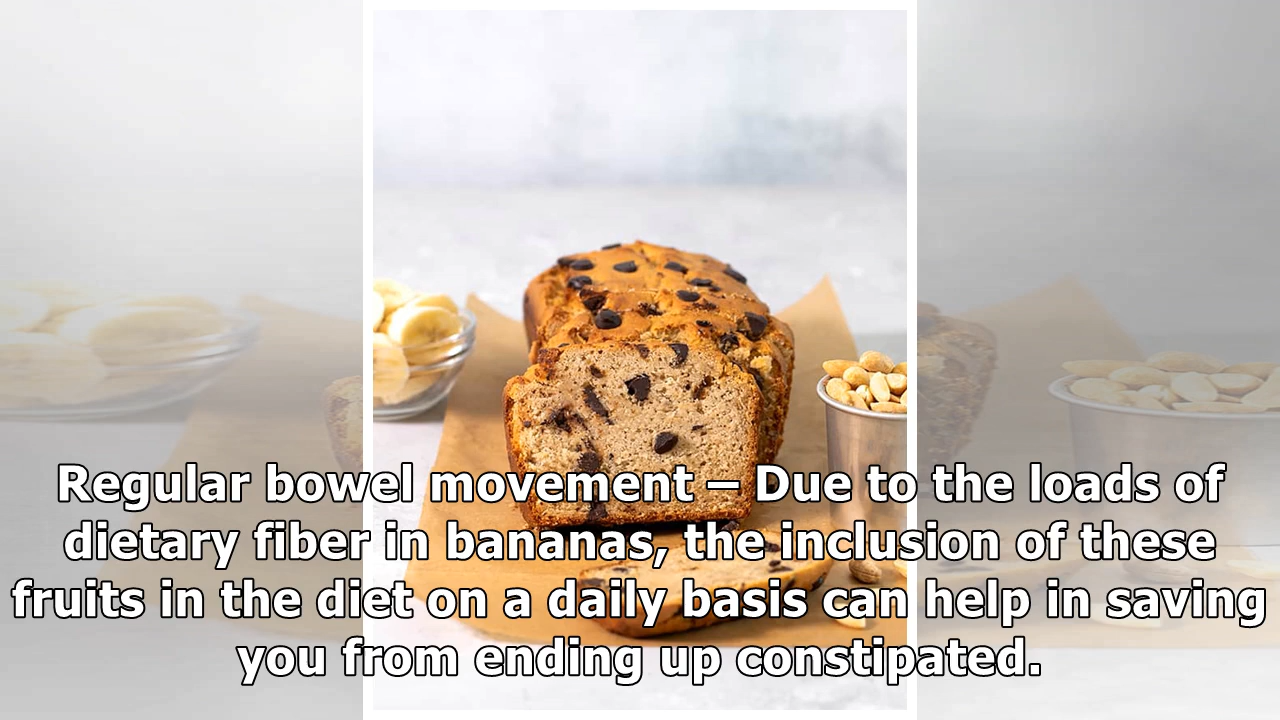 Regular bowel movement – Due to the loads of
dietary fiber in bananas, the inclusion of these
fruits in the diet on a daily basis can help in saving
you from ending up constipated.